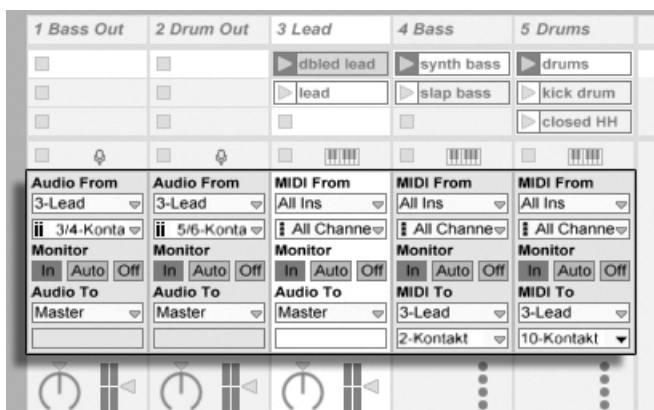 1 Bass Out 2 Drum Out 3 Lead 4 Bass 5 Drums
dbled lead synth bass drums
lead slap bass kick drum
closed HH
Audio From Audio From MIDI From MIDI From MIDI From
3-Lead 3-Lead All Ins All Ins All Ins
3/4-Konta 5/6-Konta All Channe All Channe All Channe
Monitor Monitor Monitor Monitor Monitor
In Auto Off In Auto Off In Auto Off In Auto Off In Auto Off
Audio To Audio To Audio To MIDI To MIDI To
Master Master Master 3-Lead 3-Lead
2-Kontakt 10-Kontakt